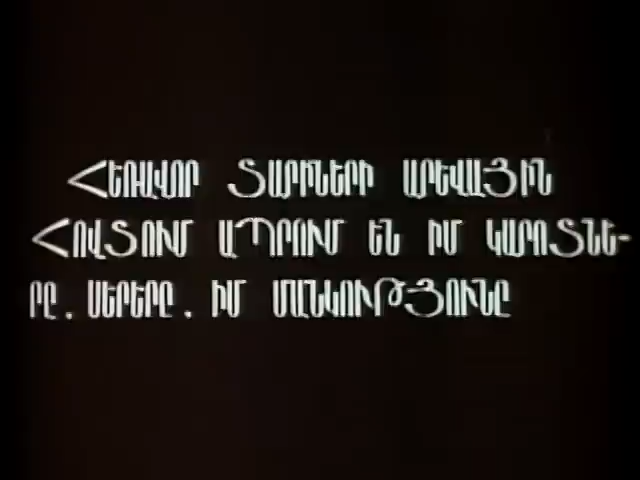 Հեռավոր տարիների արեվային
Հովտում ապրում են իմ կարոտնե-
րը. սերերը. իմ մանկությունը